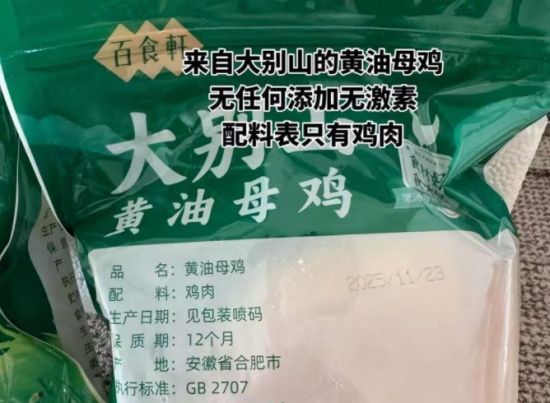 百食軒
来自大别山的黄油母鸡
无任何添加无激素
配料表只有鸡肉
大别山
黄油母鸡
品 名：黄油母鸡
配 料：鸡肉
生产日期：见包装喷码
保 质 期：12个月
产 地：安徽省合肥市
执行标准：GB 2707
2025/11/23